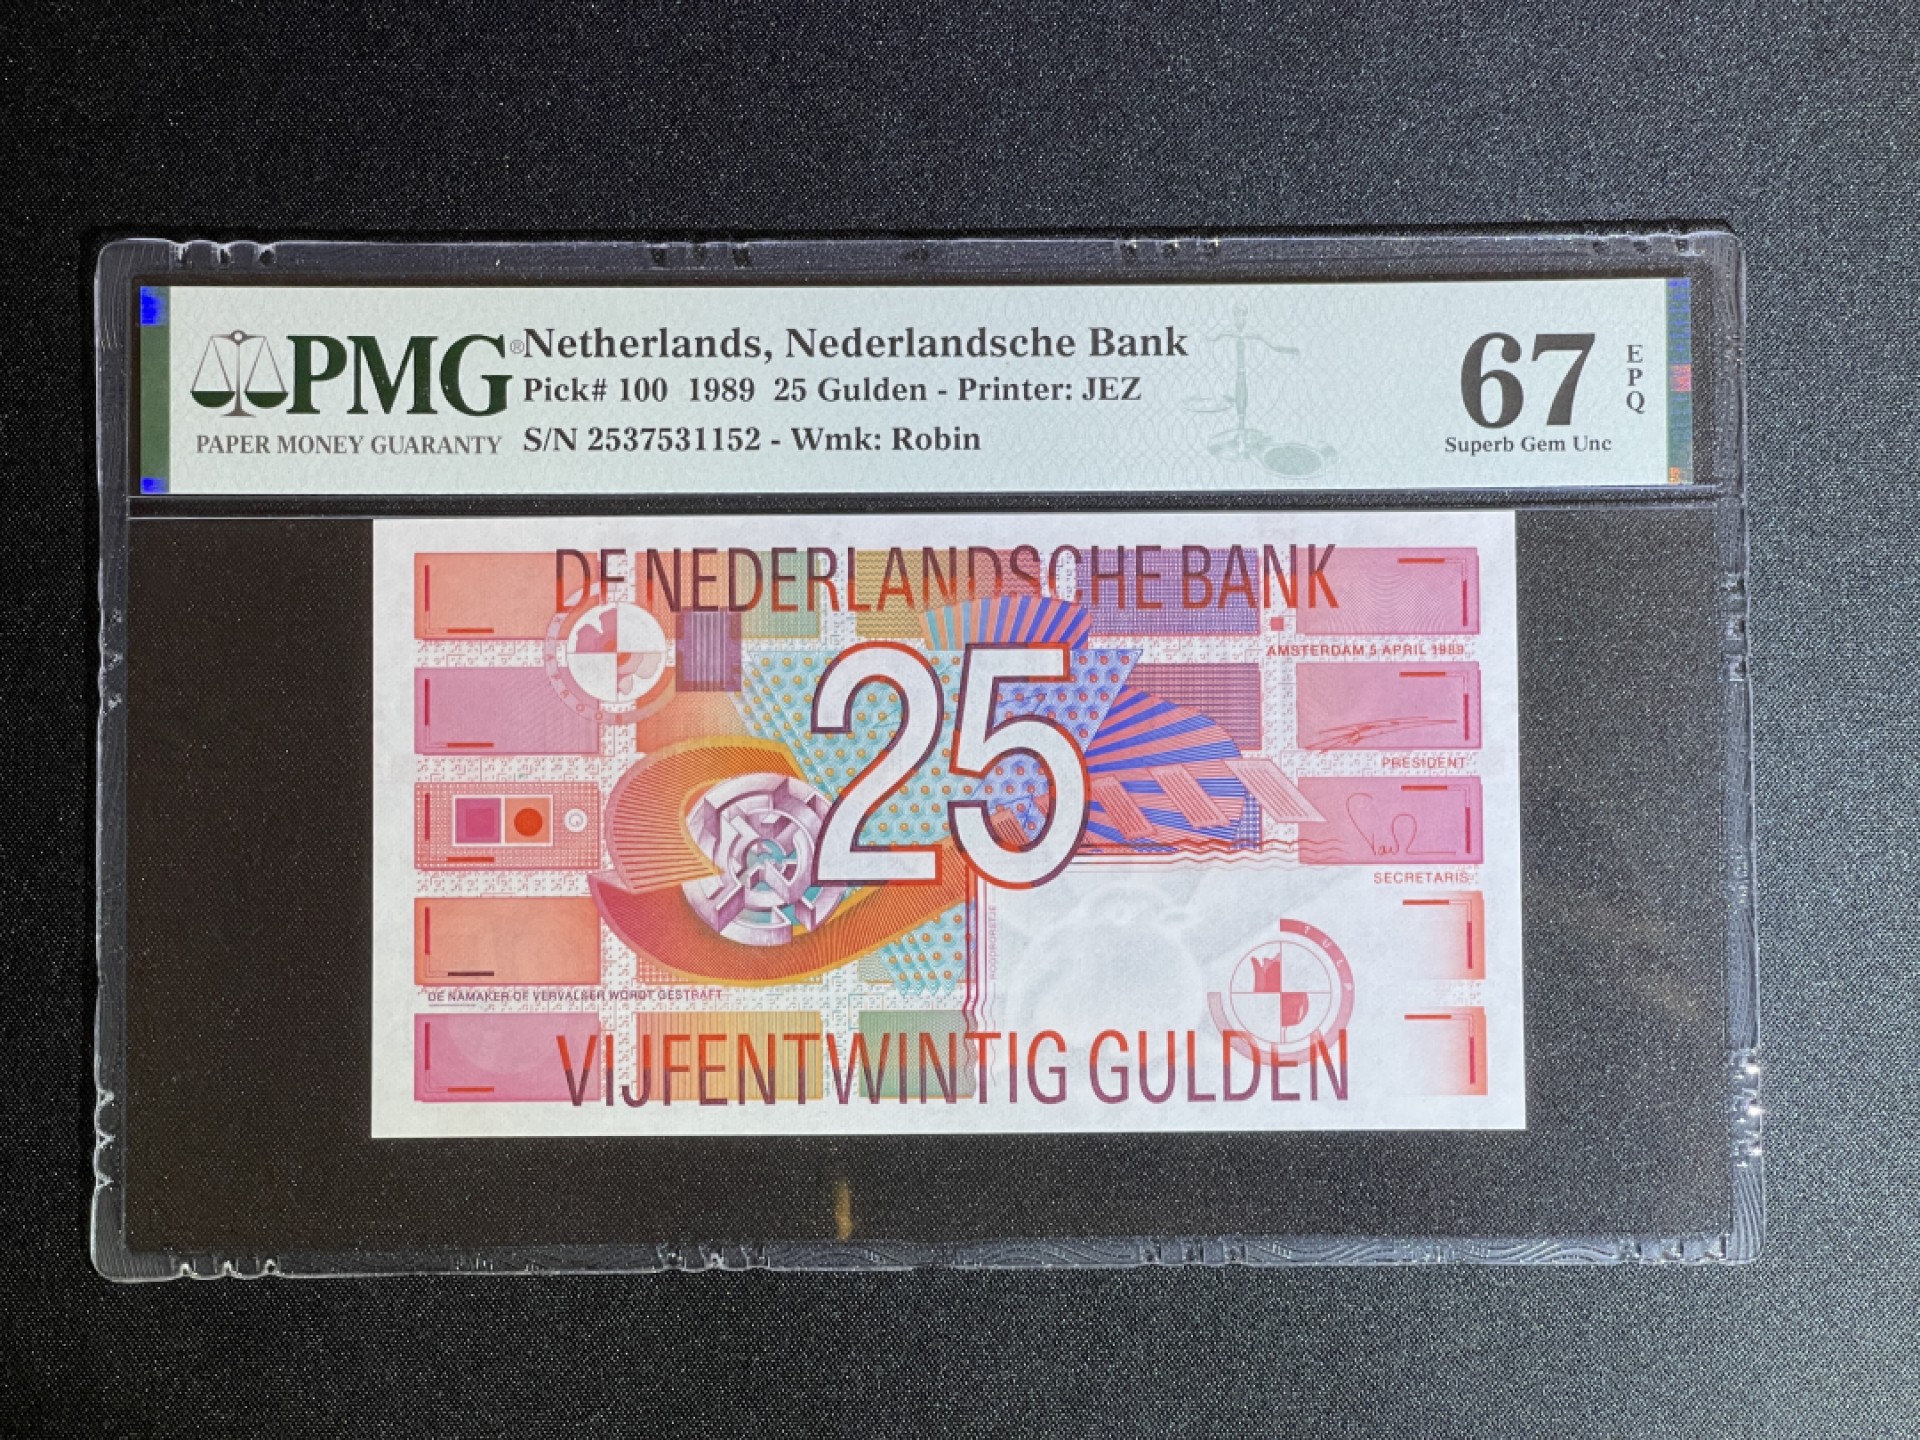 PMG®
PAPER MONEY GUARANTY
Netherlands, Nederlandsche Bank
Pick# 100 1989 25 Gulden - Printer: JEZ
S/N 2537531152 - Wmk: Robin
67
EPQ
Superb Gem Unc
DE NEDERLANDSCHE BANK
AMSTERDAM 5 APRIL 1989
25
PRESIDENT
SECRETARIS
ROODBORSTJE
TULP
DE NAMAKER OF VERVALSER WORDT GESTRAFT
VIJFENTWINTIG GULDEN